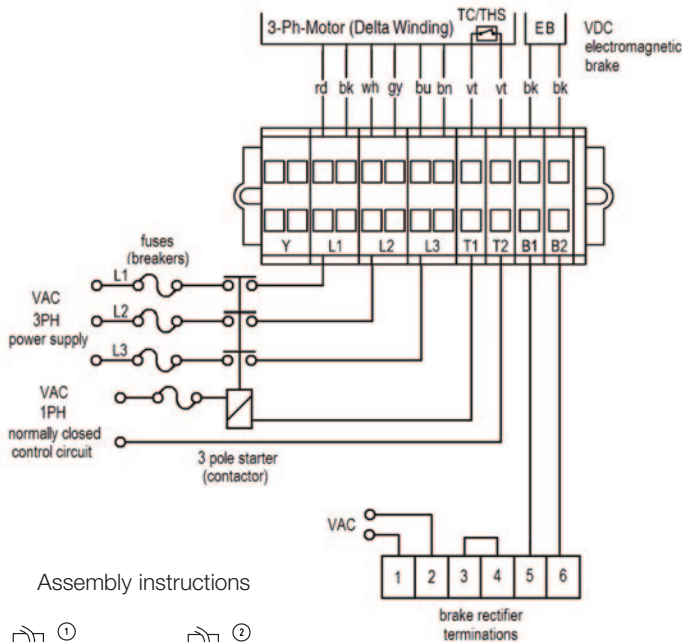 TC/THS
3-Ph-Motor (Delta Winding)
EB
VDC
electromagnetic
brake
rd bk wh gy bu bn vt vt bk bk
Y L1 L2 L3 T1 T2 B1 B2
fuses
(breakers)
L1
VAC
L2
3PH
power supply
L3
VAC
1PH
normally closed
control circuit
3 pole starter
(contactor)
VAC
1 2 3 4 5 6
brake rectifier
terminations
Assembly instructions
1 2